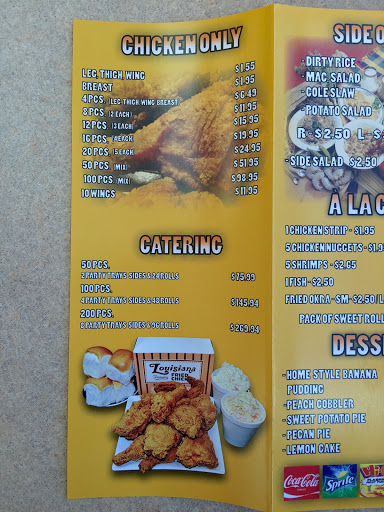 CHICKEN ONLY
LEG, THIGH, WING $1.55
BREAST $1.95
4 PCS. (LEG, THIGH, WING, BREAST) $6.49
8 PCS. (2 EACH) $11.95
12 PCS. (3 EACH) $15.95
16 PCS. (4 EACH) $19.95
20 PCS. (5 EACH) $24.95
50 PCS. (MIX) $51.95
100 PCS. (MIX) $98.95
10 WINGS $11.95
CATERING
50 PCS.
2 PARTY TRAYS SIDES & 24 ROLLS $75.99
100 PCS.
4 PARTY TRAYS SIDES & 48 ROLLS $145.94
200 PCS.
8 PARTY TRAYS SIDES & 96 ROLLS $269.94
Louisiana
FRIED
CHICK
SIDE O
- DIRTY RICE
- MAC SALAD
- COLE SLAW
- POTATO SALAD
R - $2.50 L - $
- SIDE SALAD $2.50
A LA C
1 CHICKEN STRIP - $1.95
5 CHICKEN NUGGETS - $1.9
5 SHRIMPS - $2.65
1 FISH - $2.50
FRIED OKRA - SM - $2.50 L
PACK OF SWEET ROLL
DESSE
-HOME STYLE BANANA
PUDDING
-PEACH COBBLER
-SWEET POTATO PIE
-PECAN PIE
-LEMON CAKE
Coca-Cola
Sprite